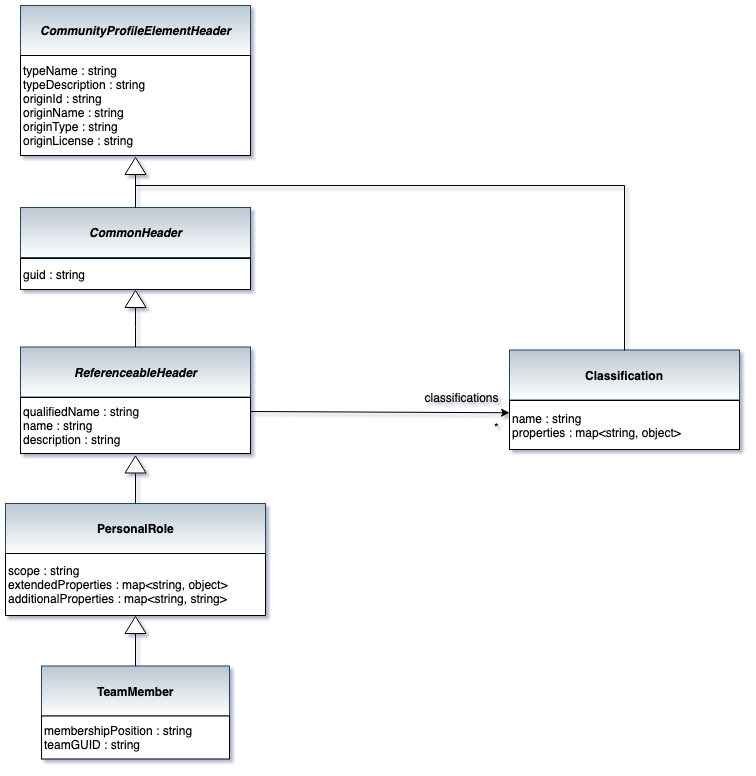 CommunityProfileElementHeader
typeName : string
typeDescription : string
originId : string
originName : string
originType : string
originLicense : string
CommonHeader
guid : string
ReferenceableHeader
qualifiedName : string
name : string
description : string
classifications
*
Classification
name : string
properties : map<string, object>
PersonalRole
scope : string
extendedProperties : map<string, object>
additionalProperties : map<string, string>
TeamMember
membershipPosition : string
teamGUID : string